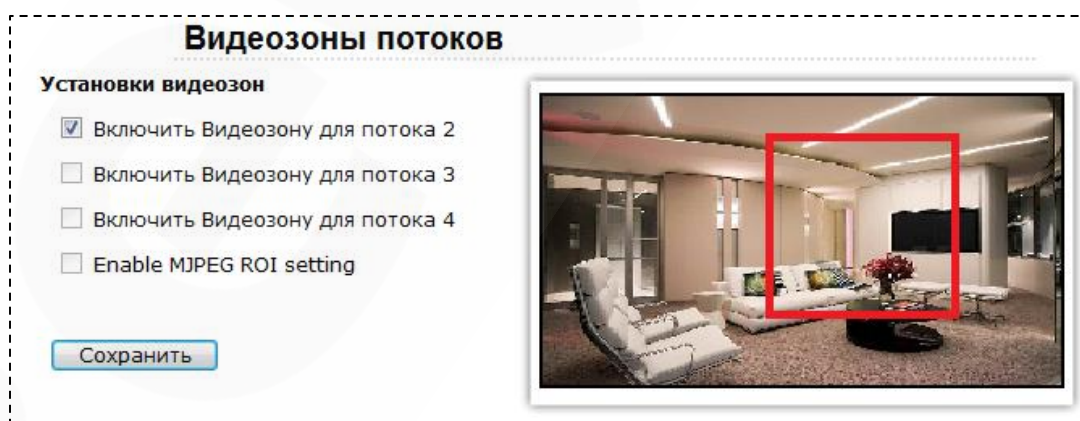 Видеозоны потоков
Установки видеозон
Включить Видеозону для потока 2
Включить Видеозону для потока 3
Включить Видеозону для потока 4
Enable MJPEG ROI setting
Сохранить